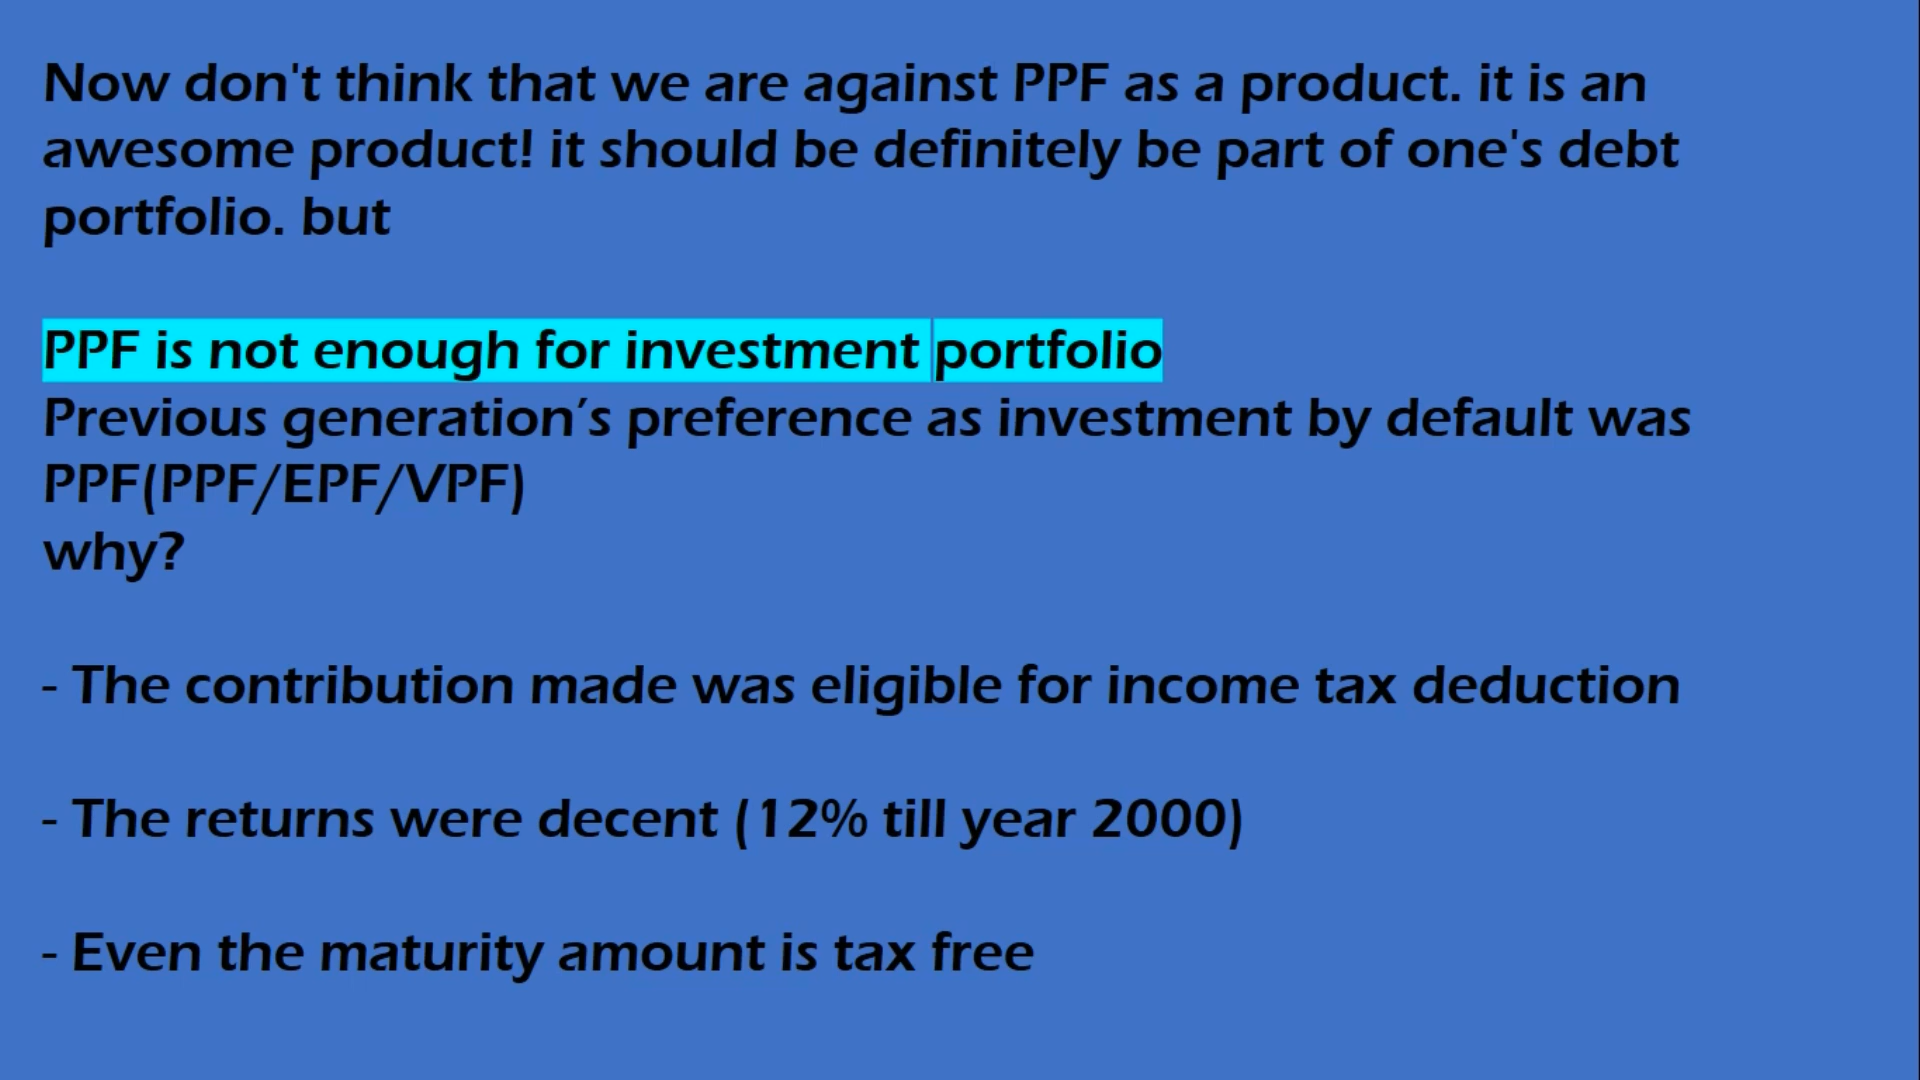 Now don't think that we are against PPF as a product. it is an
awesome product! it should be definitely be part of one's debt
portfolio. but
PPF is not enough for investment portfolio
Previous generation’s preference as investment by default was
PPF(PPF/EPF/VPF)
why?
- The contribution made was eligible for income tax deduction
- The returns were decent (12% till year 2000)
- Even the maturity amount is tax free